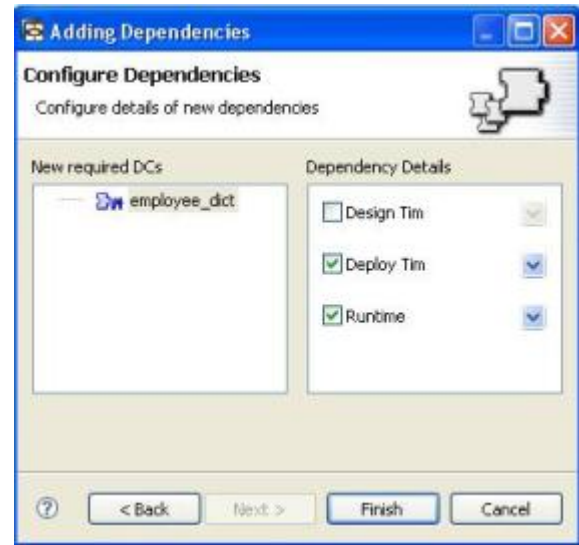 Adding Dependencies
Configure Dependencies
Configure details of new dependencies
New required DCs
Dependency Details
employee_dict
Design Tim
Deploy Tim
Runtime
?
< Back
Next >
Finish
Cancel